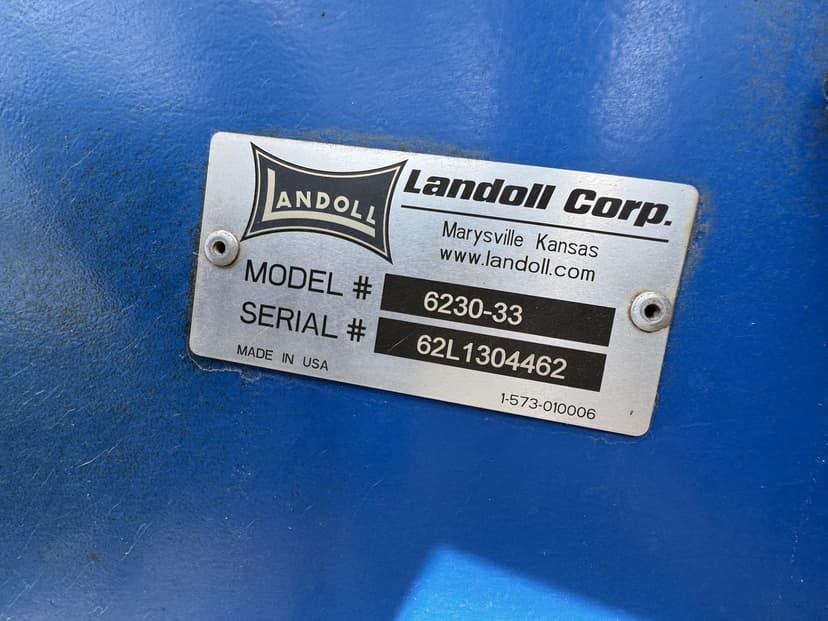 LANDOLL
Landoll Corp.
Marysville Kansas
www.landoll.com
MODEL # 6230-33
SERIAL # 62L1304462
MADE IN USA
1-573-010006